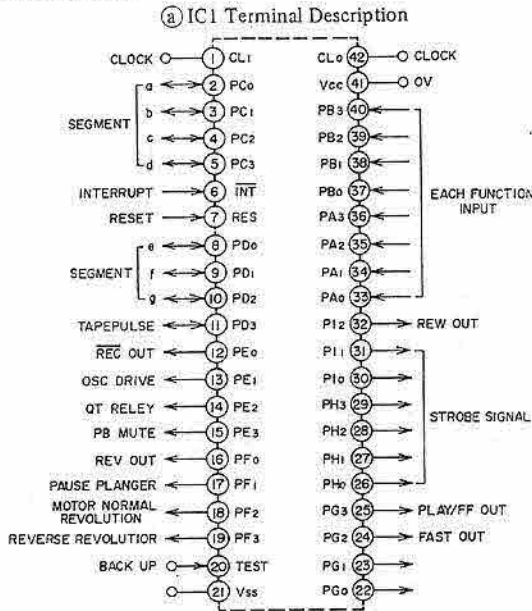 ⓐ IC1 Terminal Description
CLOCK 1 CLI CLO 42 CLOCK
a 2 PC0 Vcc 41 OV
b 3 PC1 PB3 40
SEGMENT
c 4 PC2 PB2 39
d 5 PC3 PB1 38
INTERRUPT 6 INT PB0 37 EACH FUNCTION
INPUT
RESET 7 RES PA3 36
e 8 PD0 PA2 35
SEGMENT f 9 PD1 PA1 34
g 10 PD2 PA0 33
TAPEPULSE 11 PD3 PI2 32 REW OUT
REC OUT 12 PE0 PI1 31
OSC DRIVE 13 PE1 PI0 30
QT RELEY 14 PE2 PH3 29 STROBE SIGNAL
PB MUTE 15 PE3 PH2 28
REV OUT 16 PF0 PH1 27
PAUSE PLANGER 17 PF1 PH0 26
MOTOR NORMAL
REVOLUTION 18 PF2 PG3 25 PLAY/FF OUT
REVERSE REVOLUTIOR 19 PF3 PG2 24 FAST OUT
BACK UP 20 TEST PG1 23
21 Vss PG0 22